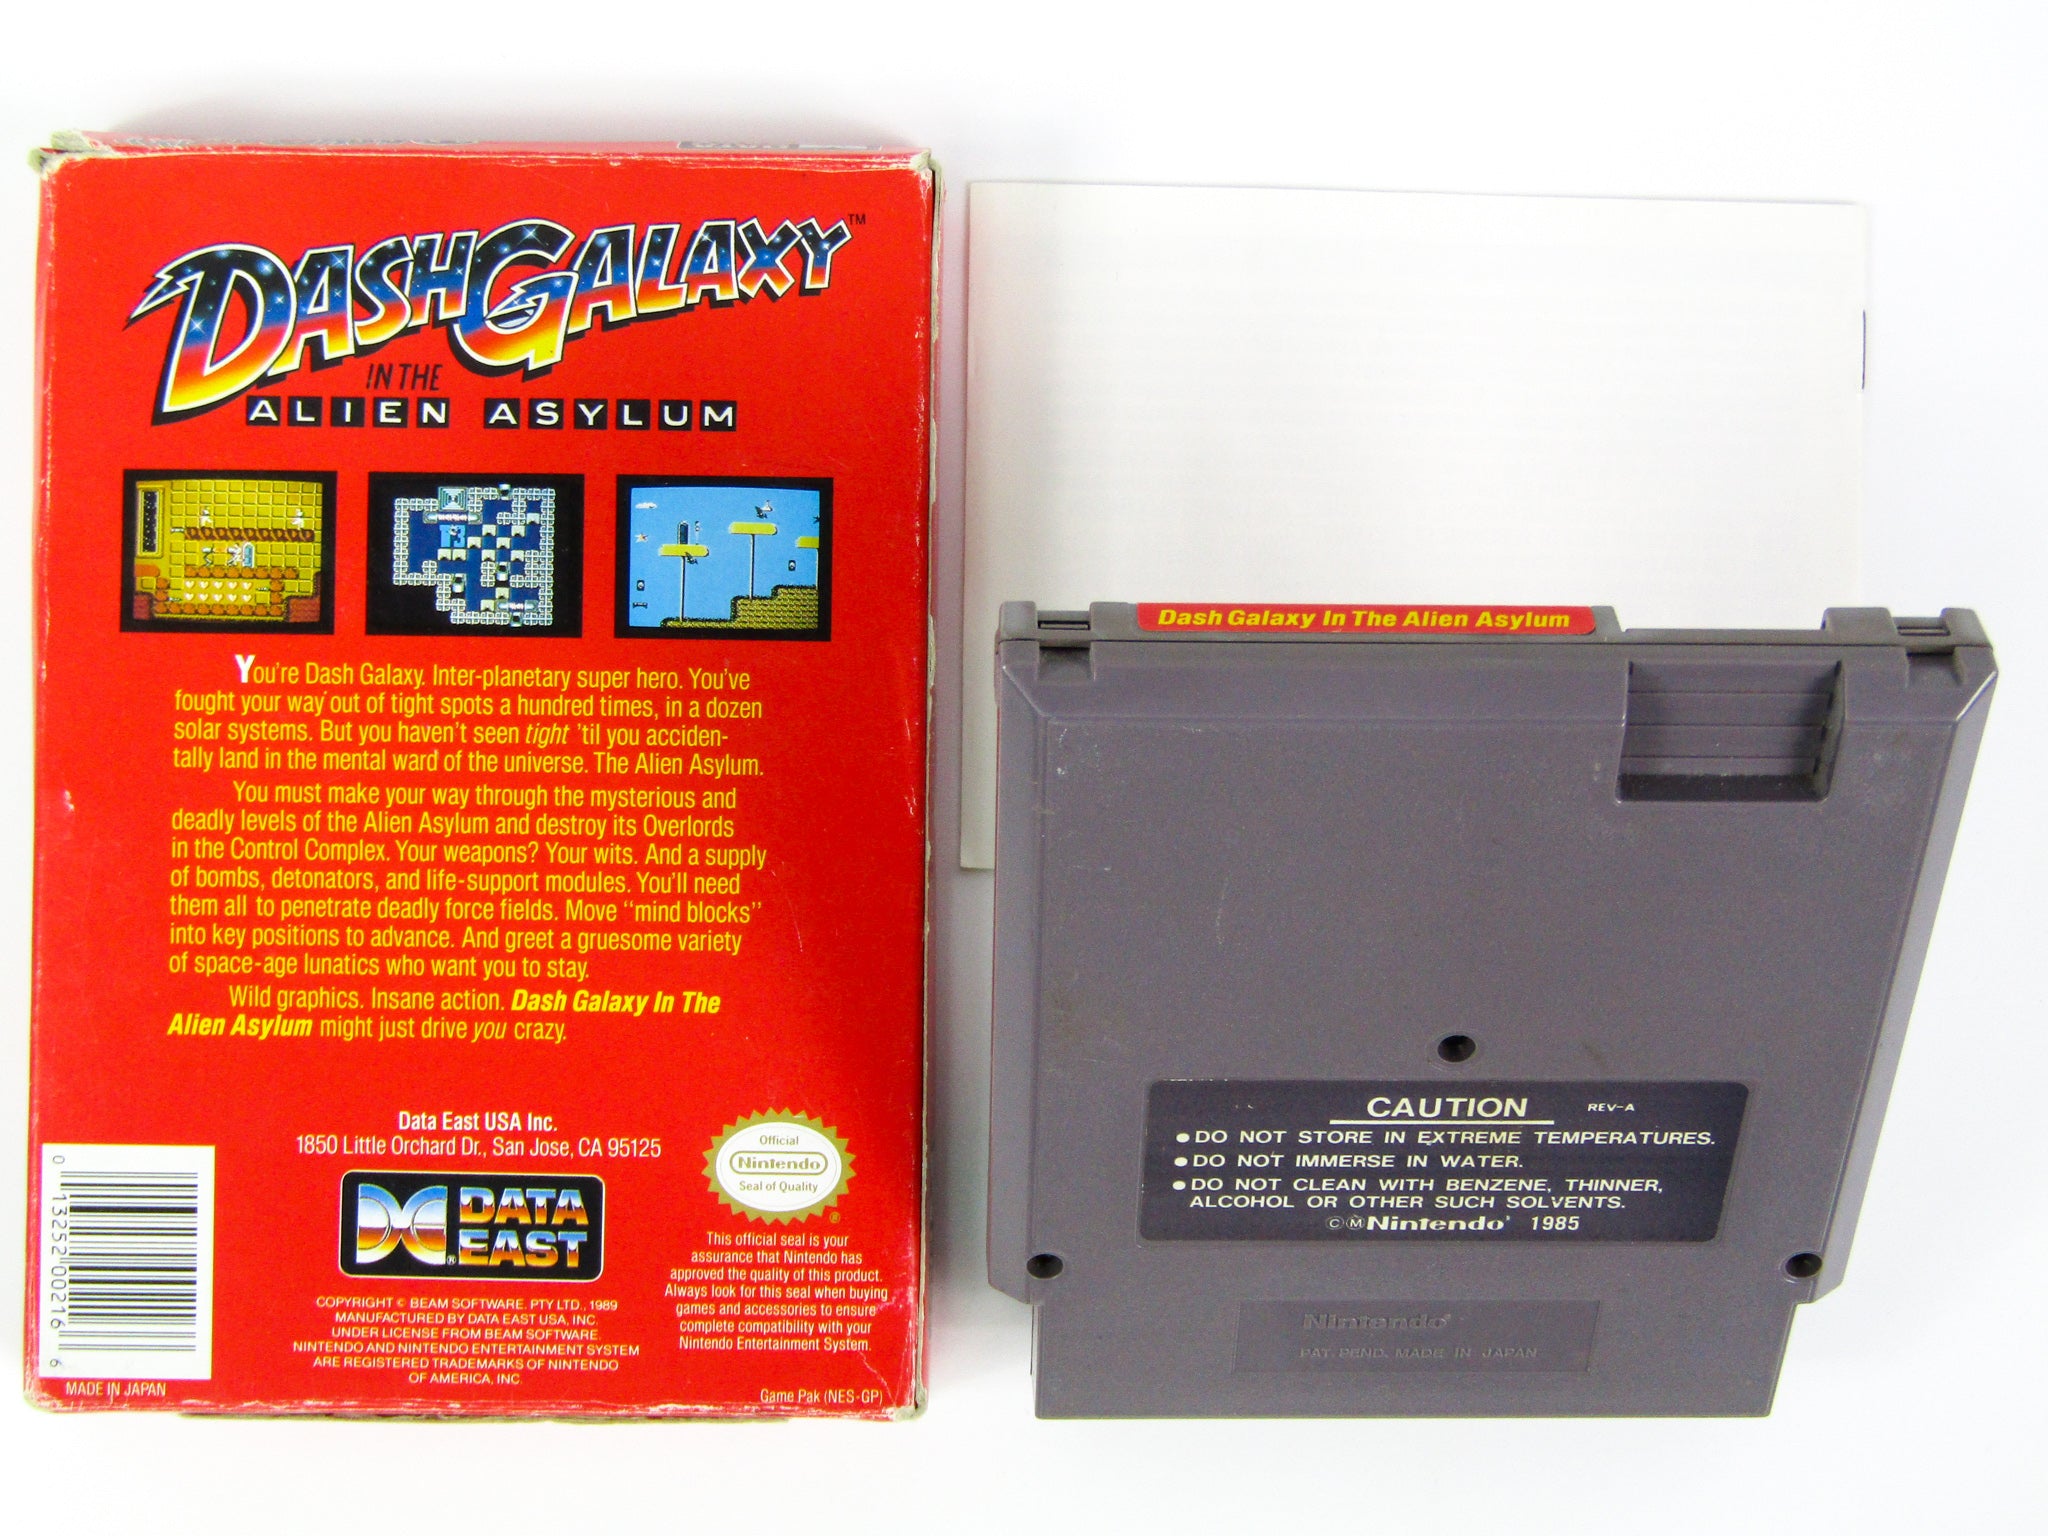 DASH GALAXY™
IN THE
ALIEN ASYLUM
You're Dash Galaxy. Inter-planetary super hero. You've
fought your way out of tight spots a hundred times, in a dozen
solar systems. But you haven't seen tight 'til you acciden-
tally land in the mental ward of the universe. The Alien Asylum.
You must make your way through the mysterious and
deadly levels of the Alien Asylum and destroy its Overlords
in the Control Complex. Your weapons? Your wits. And a supply
of bombs, detonators, and life-support modules. You'll need
them all to penetrate deadly force fields. Move "mind blocks"
into key positions to advance. And greet a gruesome variety
of space-age lunatics who want you to stay.
Wild graphics. Insane action. Dash Galaxy In The
Alien Asylum might just drive you crazy.
Data East USA Inc.
1850 Little Orchard Dr., San Jose, CA 95125
DATA
EAST®
COPYRIGHT © BEAM SOFTWARE. PTY LTD., 1989
MANUFACTURED BY DATA EAST USA, INC.
UNDER LICENSE FROM BEAM SOFTWARE.
NINTENDO AND NINTENDO ENTERTAINMENT SYSTEM
ARE REGISTERED TRADEMARKS OF NINTENDO
OF AMERICA, INC.
Official
Nintendo
Seal of Quality
®
This official seal is your
assurance that Nintendo has
approved the quality of this product.
Always look for this seal when buying
games and accessories to ensure
complete compatibility with your
Nintendo Entertainment System.
Game Pak (NES-GP)
0 13252 00216 6
MADE IN JAPAN
Dash Galaxy In The Alien Asylum
CAUTION REV-A
●DO NOT STORE IN EXTREME TEMPERATURES.
●DO NOT IMMERSE IN WATER.
●DO NOT CLEAN WITH BENZENE, THINNER,
ALCOHOL OR OTHER SUCH SOLVENTS.
©ⓂNintendo® 1985
Nintendo®
PAT. PEND. MADE IN JAPAN